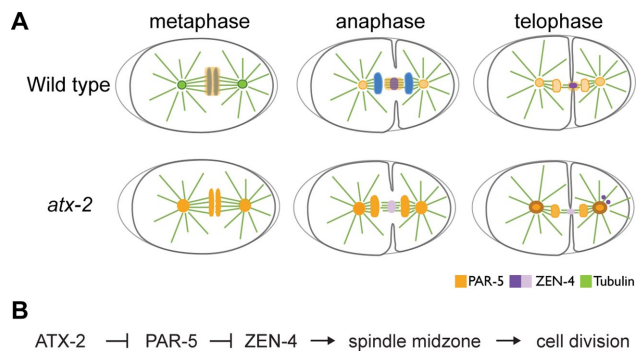 A
metaphase anaphase telophase
Wild type
atx-2
PAR-5 ZEN-4 Tubulin
B
ATX-2 PAR-5 ZEN-4 spindle midzone cell division